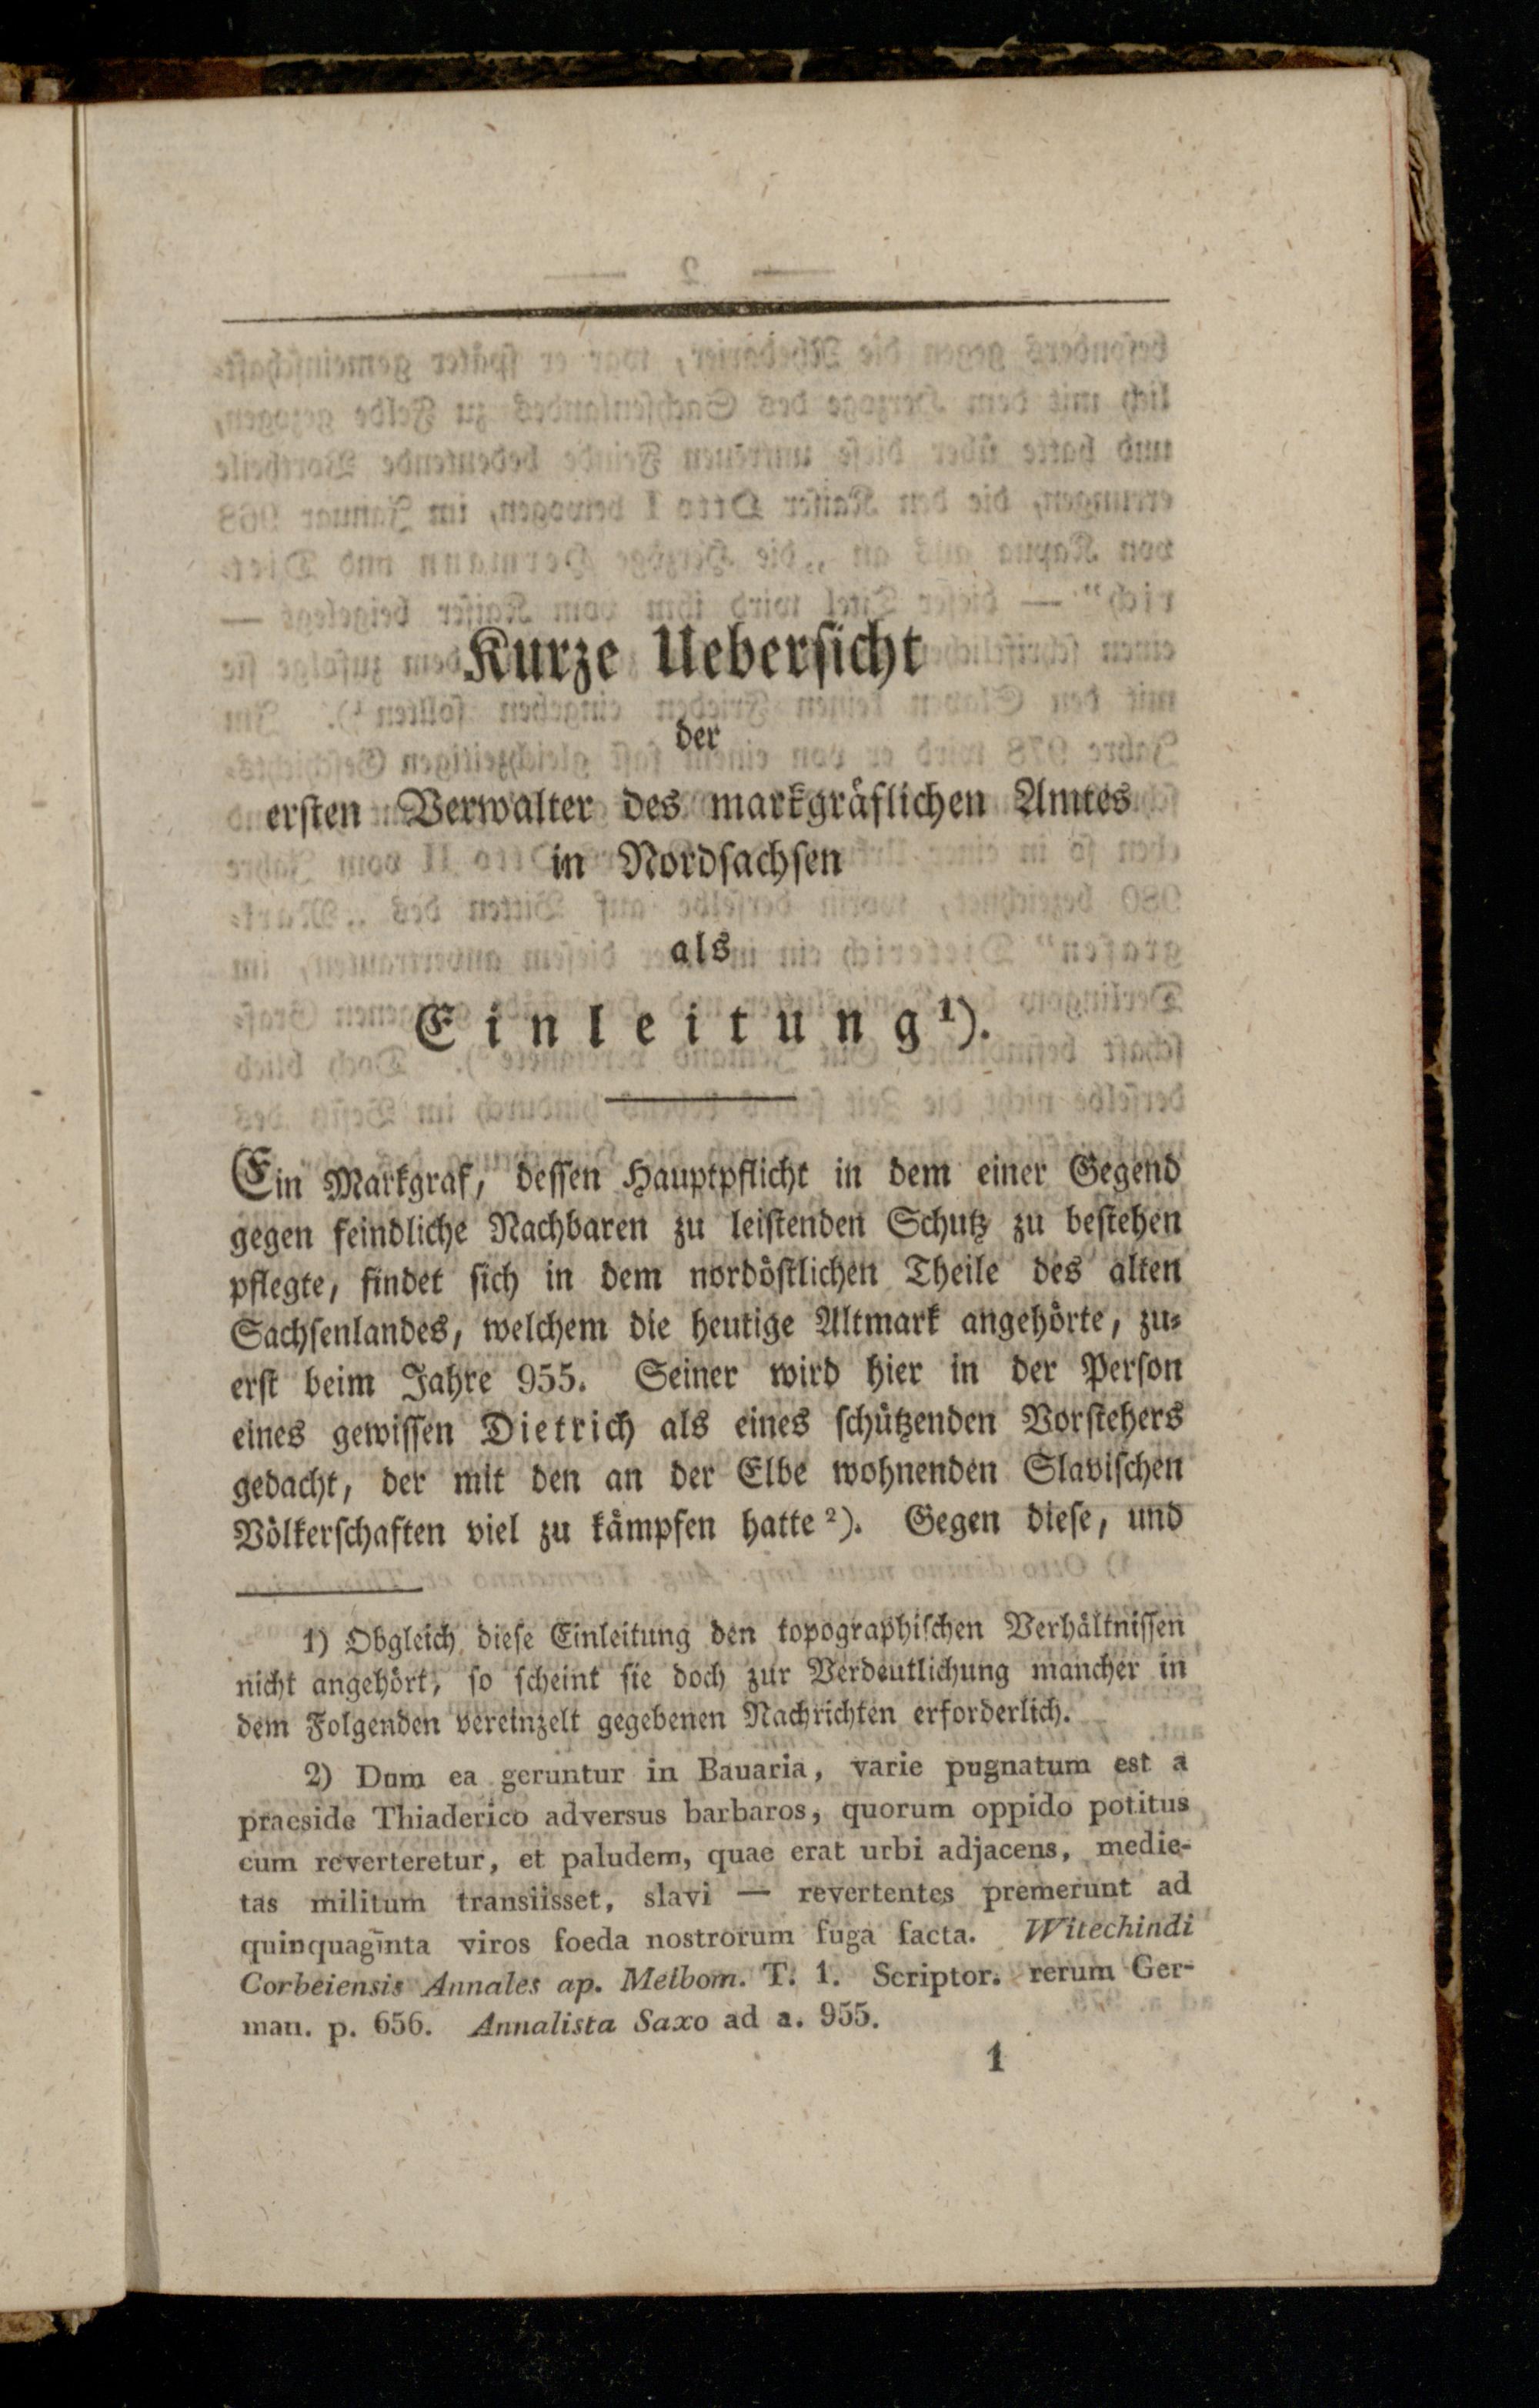 Kurze Ueberſicht
der
erſten Verwalter des markgräflichen Amtes
in Nordſachſen
als
Einleitung¹).
Ein Markgraf, deſſen Hauptpflicht in dem einer Gegend
gegen feindliche Nachbaren zu leiſtenden Schutz zu beſtehen
pflegte, findet ſich in dem nordöſtlichen Theile des alten
Sachſenlandes, welchem die heutige Altmark angehörte, zu⸗
erſt beim Jahre 955. Seiner wird hier in der Perſon
eines gewiſſen Dietrich als eines ſchützenden Vorſtehers
gedacht, der mit den an der Elbe wohnenden Slaviſchen
Völkerſchaften viel zu kämpfen hatte²). Gegen dieſe, und
1) Obgleich dieſe Einleitung den topographiſchen Verhältniſſen
nicht angehört, ſo ſcheint ſie doch zur Verdeutlichung mancher in
dem Folgenden vereinzelt gegebenen Nachrichten erforderlich.
2) Dum ea geruntur in Bauaria, varie pugnatum est a
praeside Thiaderico adversus barbaros, quorum oppido potitus
cum reverteretur, et paludem, quae erat urbi adjacens, medie-
tas militum transiisset, slavi — revertentes premerunt ad
quinquaginta viros foeda nostrorum fuga facta. Witechindi
Corbeiensis Annales ap. Meibom. T. 1. Scriptor. rerum Ger-
man. p. 656. Annalista Saxo ad a. 955.
1